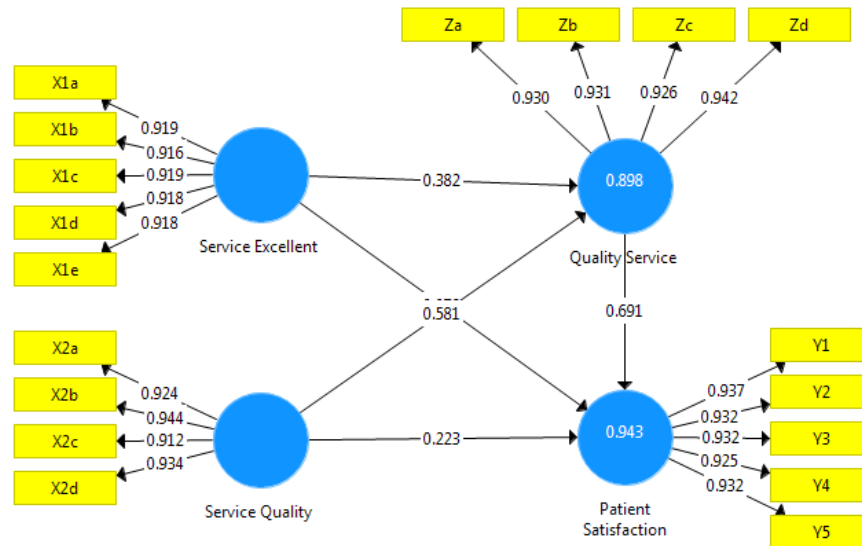 Za
Zb
Zc
Zd
0.930
0.931
0.926
0.942
X1a
X1b
X1c
X1d
X1e
0.919
0.916
0.919
0.918
0.918
Service Excellent
0.382
0.898
Quality Service
0.581
0.691
X2a
X2b
X2c
X2d
0.924
0.944
0.912
0.934
Service Quality
0.223
0.943
Patient
Satisfaction
0.937
0.932
0.932
0.925
0.932
Y1
Y2
Y3
Y4
Y5